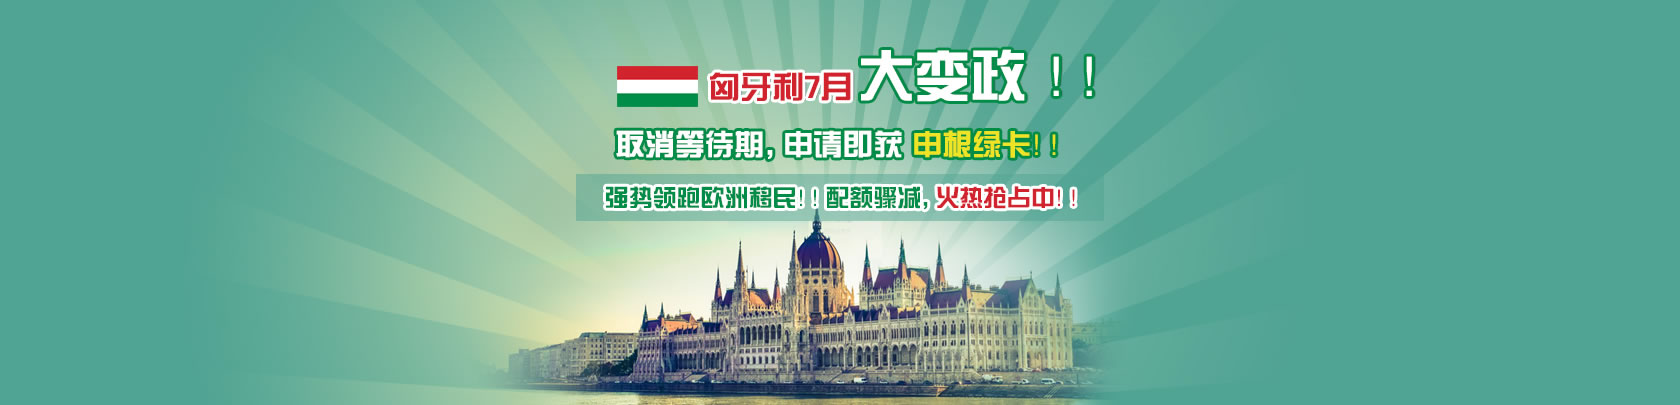 匈牙利7月大变政！！
取消等待期，申请即获 申根绿卡！！
强势领跑欧洲移民！！配额骤减，火热抢占中！！